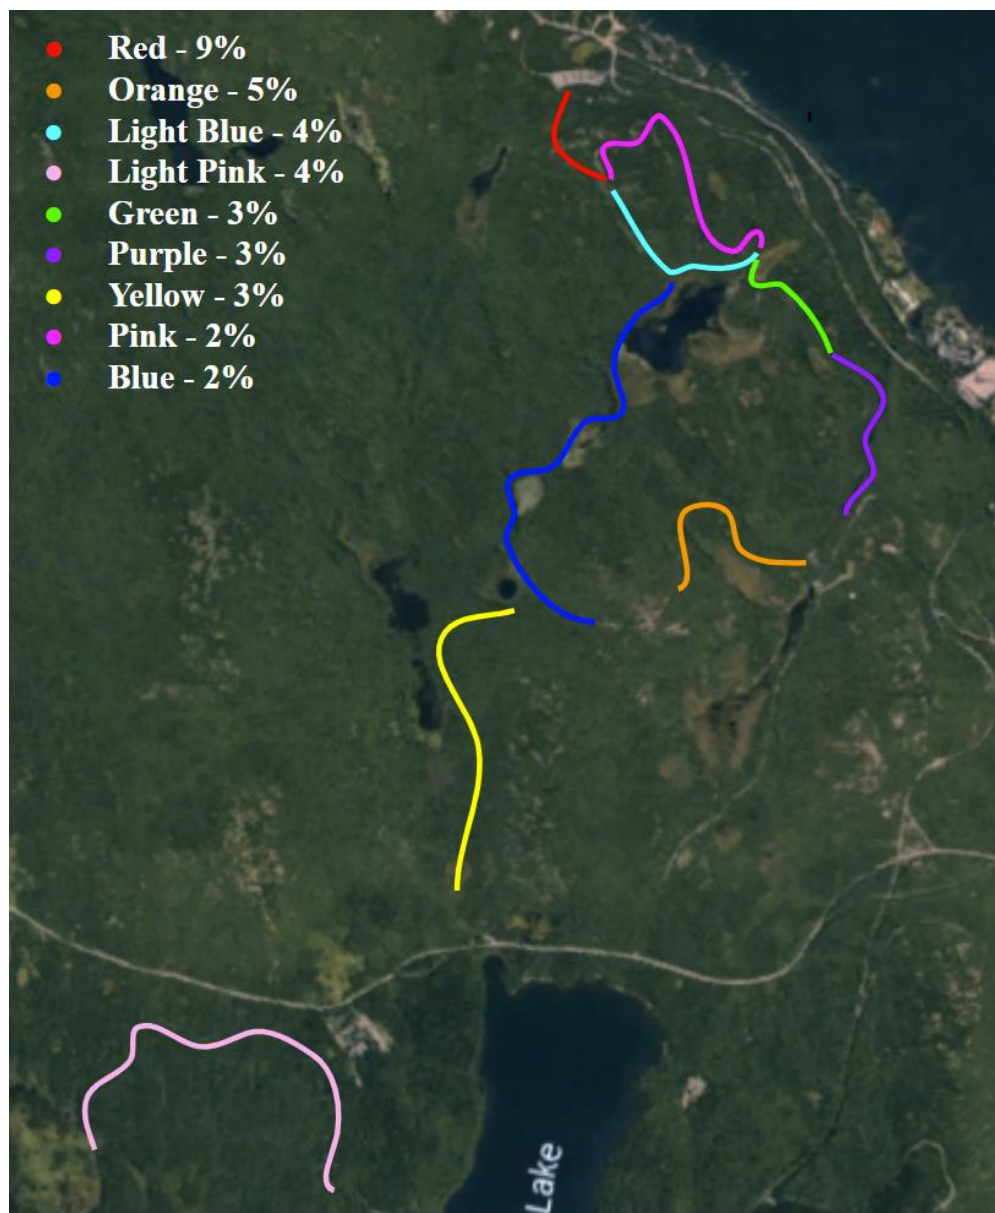 Red - 9%
Orange - 5%
Light Blue - 4%
Light Pink - 4%
Green - 3%
Purple - 3%
Yellow - 3%
Pink - 2%
Blue - 2%
Lake